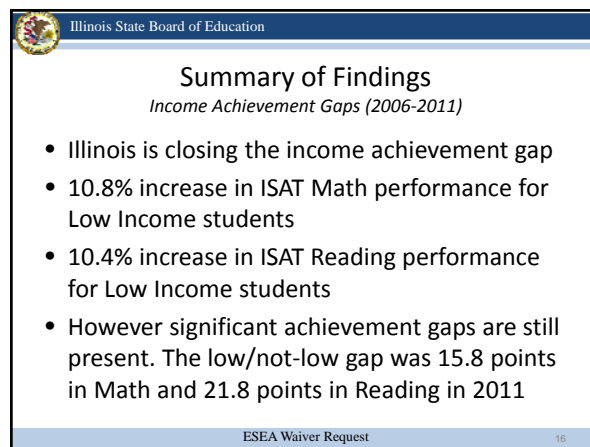 Illinois State Board of Education
Summary of Findings
Income Achievement Gaps (2006-2011)
• Illinois is closing the income achievement gap
• 10.8% increase in ISAT Math performance for
Low Income students
• 10.4% increase in ISAT Reading performance
for Low Income students
• However significant achievement gaps are still
present. The low/not-low gap was 15.8 points
in Math and 21.8 points in Reading in 2011
ESEA Waiver Request
16